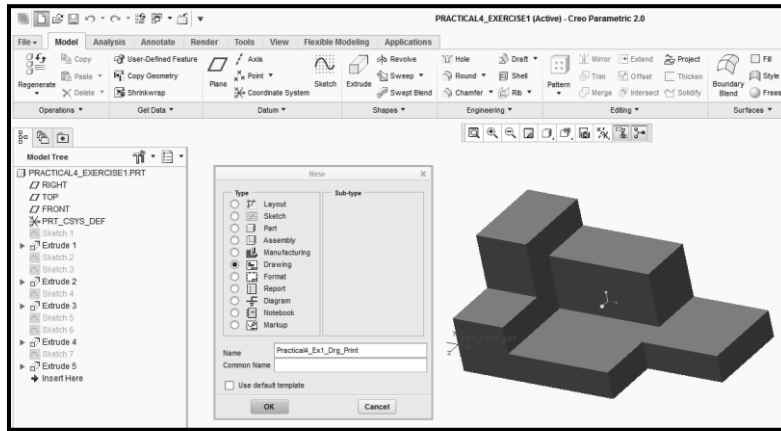 PRACTICAL4_EXERCISE1 (Active) - Creo Parametric 2.0
File Model Analysis Annotate Render Tools View Flexible Modeling Applications
Regenerate
Copy
Paste
Delete
Operations
User-Defined Feature
Copy Geometry
Shrinkwrap
Get Data
Plane
Axis
Point
Coordinate System
Sketch
Datum
Extrude
Revolve
Sweep
Swept Blend
Shapes
Hole
Round
Chamfer
Draft
Shell
Rib
Engineering
Pattern
Mirror
Trim
Merge
Extend
Offset
Intersect
Project
Thicken
Solidify
Editing
Boundary
Blend
Fill
Style
Frees
Surfaces
Model Tree
PRACTICAL4_EXERCISE1.PRT
RIGHT
TOP
FRONT
PRT_CSYS_DEF
Sketch 1
Extrude 1
Sketch 2
Sketch 3
Extrude 2
Sketch 4
Extrude 3
Sketch 5
Sketch 6
Extrude 4
Sketch 7
Extrude 5
Insert Here
New
Type
Layout
Sketch
Part
Assembly
Manufacturing
Drawing
Format
Report
Diagram
Notebook
Markup
Sub-type
Name Practical4_Ex1_Drg_Print
Common Name
Use default template
OK Cancel